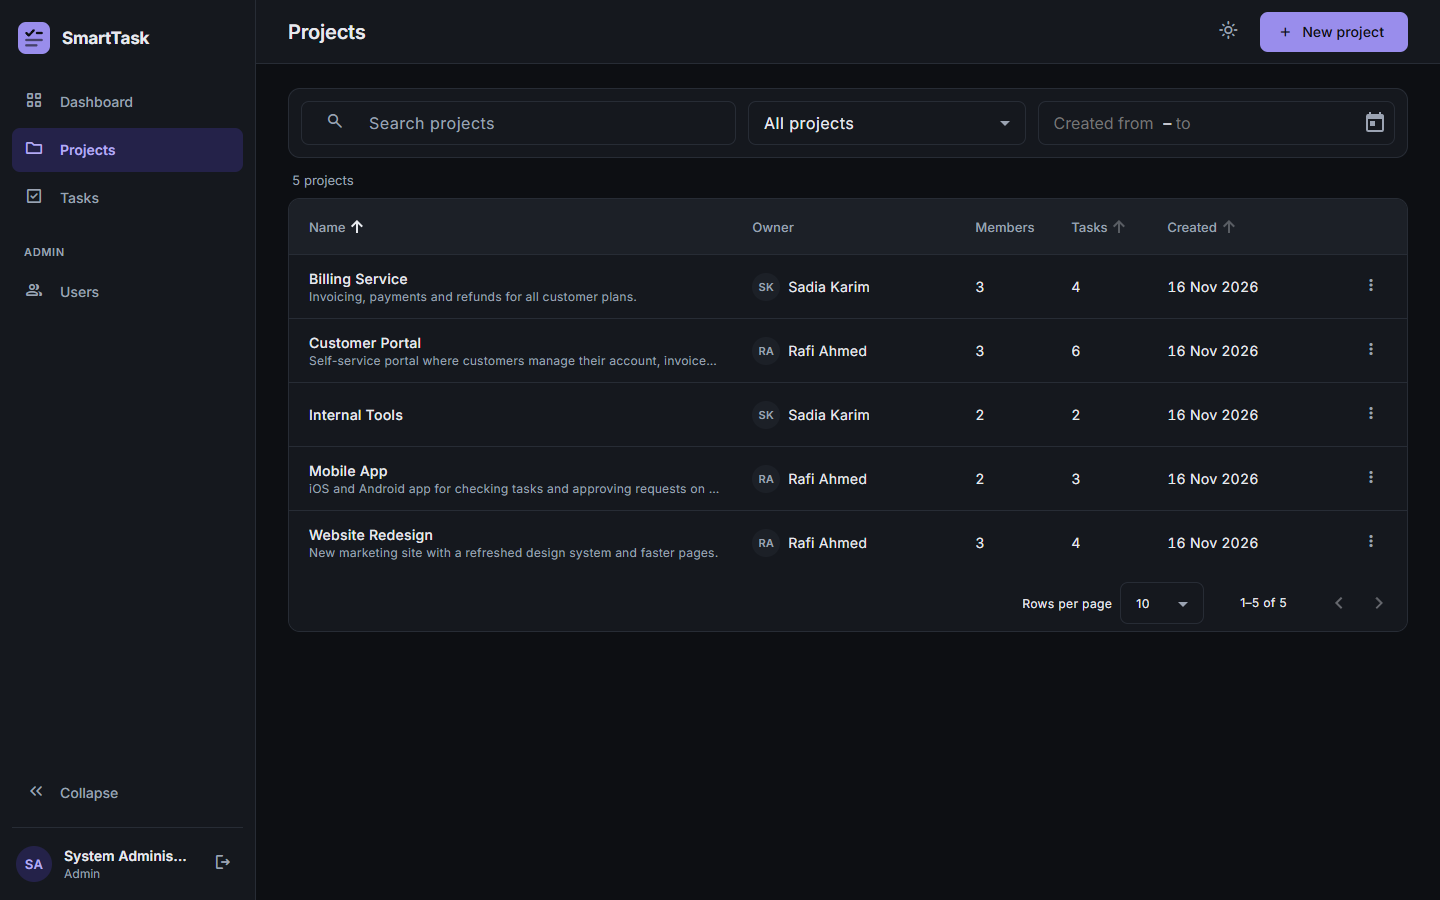 SmartTask
Dashboard
Projects
Tasks
ADMIN
Users
Collapse
SA
System Adminis...
Admin
Projects
+ New project
Search projects
All projects
Created from – to
5 projects
Name Owner Members Tasks Created
Billing Service
Invoicing, payments and refunds for all customer plans.
SK Sadia Karim 3 4 16 Nov 2026
Customer Portal
Self-service portal where customers manage their account, invoice...
RA Rafi Ahmed 3 6 16 Nov 2026
Internal Tools
SK Sadia Karim 2 2 16 Nov 2026
Mobile App
iOS and Android app for checking tasks and approving requests on ...
RA Rafi Ahmed 2 3 16 Nov 2026
Website Redesign
New marketing site with a refreshed design system and faster pages.
RA Rafi Ahmed 3 4 16 Nov 2026
Rows per page 10 1–5 of 5